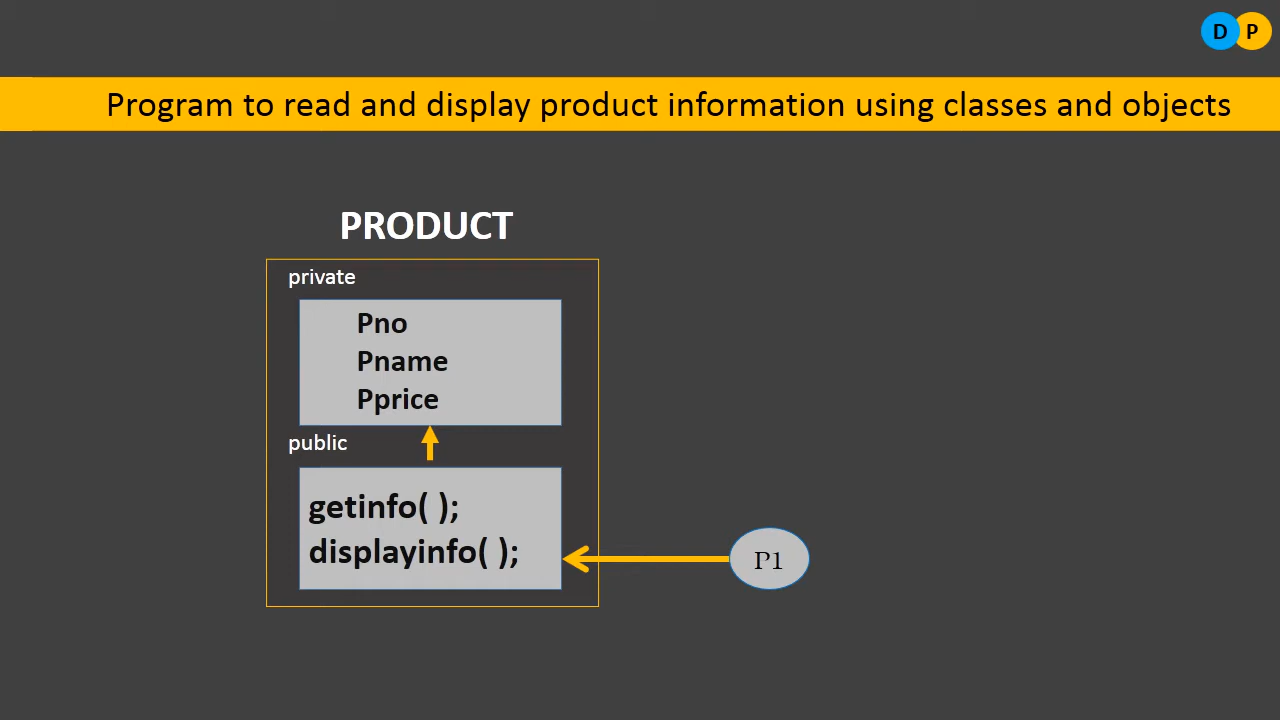 D P
Program to read and display product information using classes and objects
PRODUCT
private
Pno
Pname
Pprice
public
getinfo( );
displayinfo( );
P1